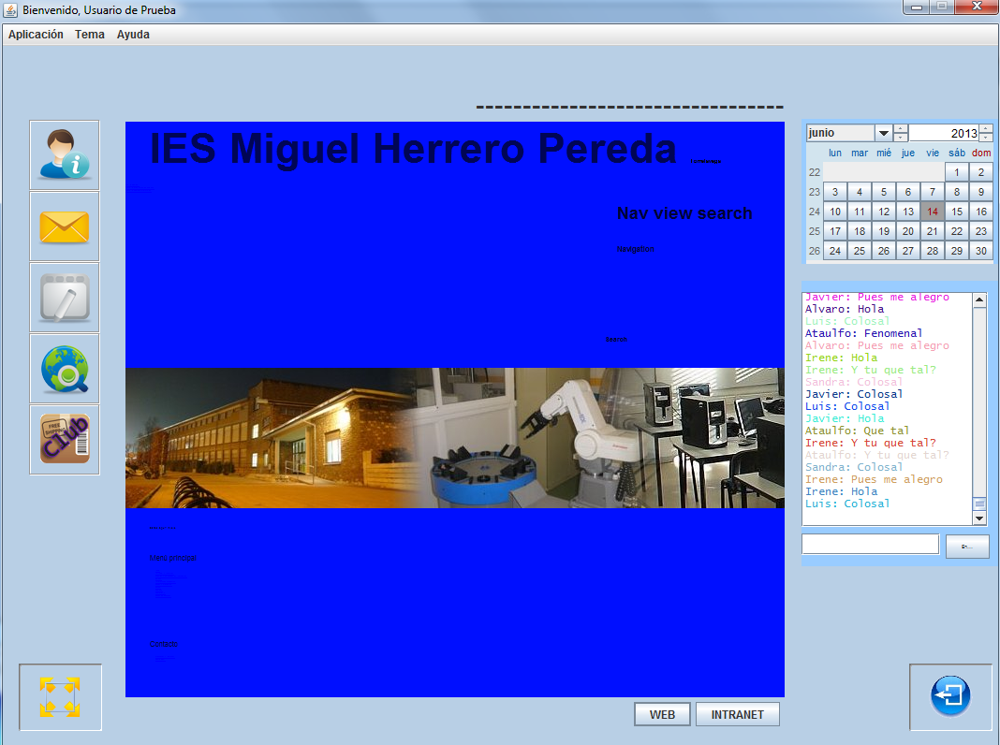 Bienvenido, Usuario de Prueba
Aplicación Tema Ayuda
--------------------------------
IES Miguel Herrero Pereda
Nav view search
Navigation
Search
Menú principal
Contacto
FREE
SHIPPING
Club
WEB INTRANET
junio 2013
lun mar mié jue vie sáb dom
22 1 2
23 3 4 5 6 7 8 9
24 10 11 12 13 14 15 16
25 17 18 19 20 21 22 23
26 24 25 26 27 28 29 30
Javier: Pues me alegro
Alvaro: Hola
Luis: Colosal
Ataulfo: Fenomenal
Alvaro: Pues me alegro
Irene: Hola
Irene: Y tu que tal?
Sandra: Colosal
Javier: Colosal
Luis: Colosal
Javier: Hola
Ataulfo: Que tal
Irene: Y tu que tal?
Ataulfo: Y tu que tal?
Sandra: Colosal
Irene: Pues me alegro
Irene: Hola
Luis: Colosal
En...